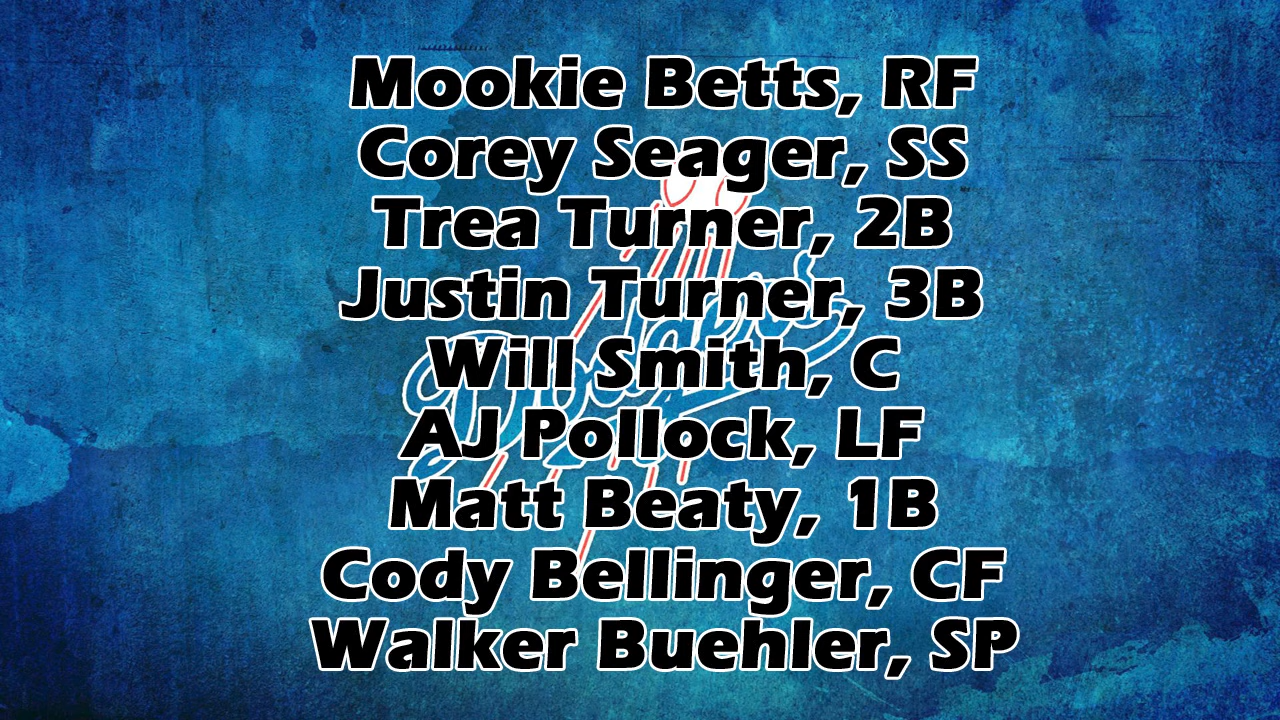 Mookie Betts, RF
Corey Seager, SS
Trea Turner, 2B
Justin Turner, 3B
Will Smith, C
AJ Pollock, LF
Matt Beaty, 1B
Cody Bellinger, CF
Walker Buehler, SP
Dodgers